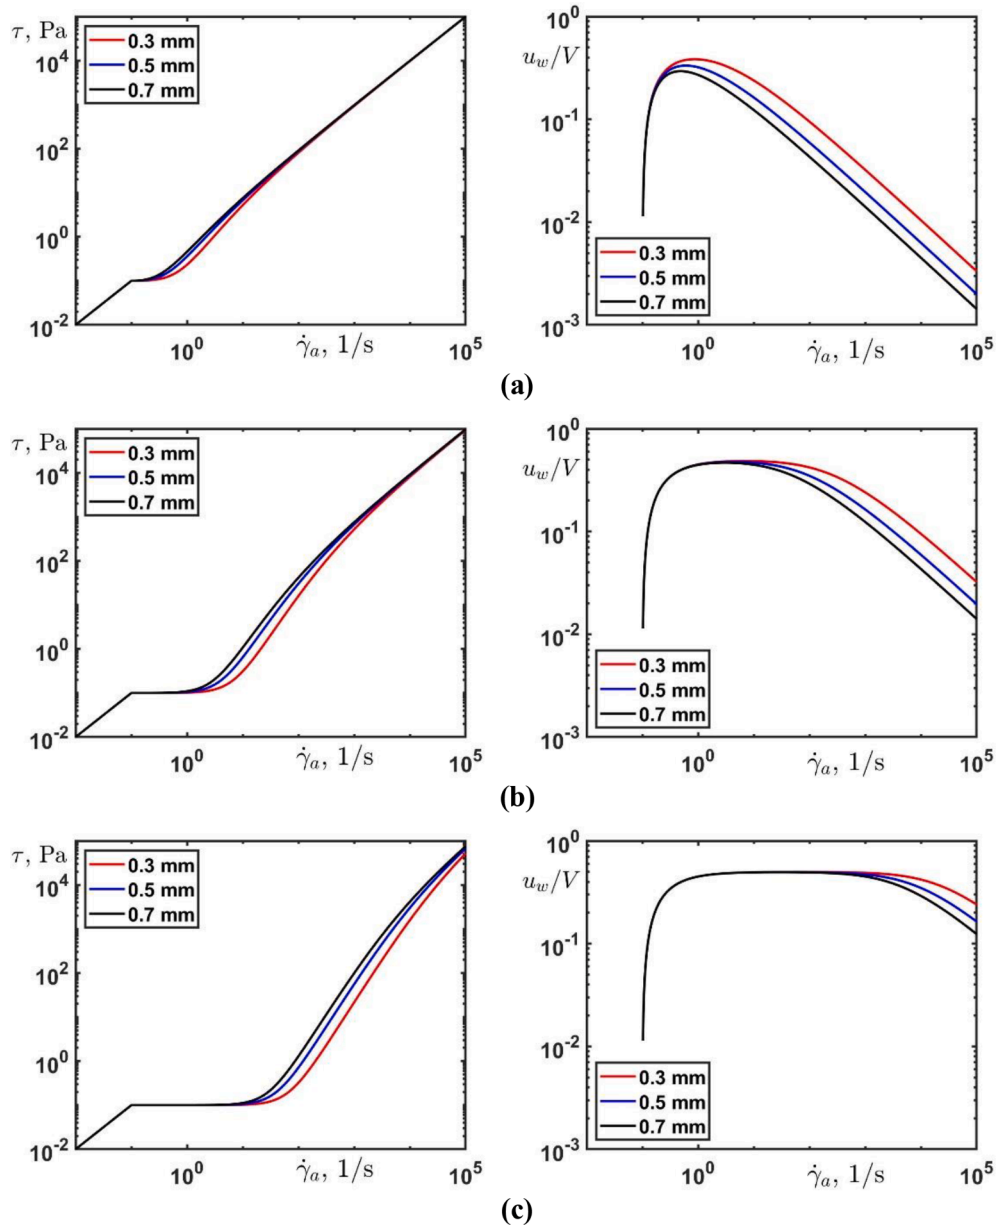 τ, Pa
10^4
10^2
10^0
10^-2
0.3 mm
0.5 mm
0.7 mm
10^0
γ̇_a, 1/s
10^5
u_w/V
10^0
10^-1
10^-2
10^-3
0.3 mm
0.5 mm
0.7 mm
10^0
γ̇_a, 1/s
10^5
(a)
τ, Pa
10^4
10^2
10^0
10^-2
0.3 mm
0.5 mm
0.7 mm
10^0
γ̇_a, 1/s
10^5
u_w/V
10^0
10^-1
10^-2
10^-3
0.3 mm
0.5 mm
0.7 mm
10^0
γ̇_a, 1/s
10^5
(b)
τ, Pa
10^4
10^2
10^0
10^-2
0.3 mm
0.5 mm
0.7 mm
10^0
γ̇_a, 1/s
10^5
u_w/V
10^0
10^-1
10^-2
10^-3
0.3 mm
0.5 mm
0.7 mm
10^0
γ̇_a, 1/s
10^5
(c)